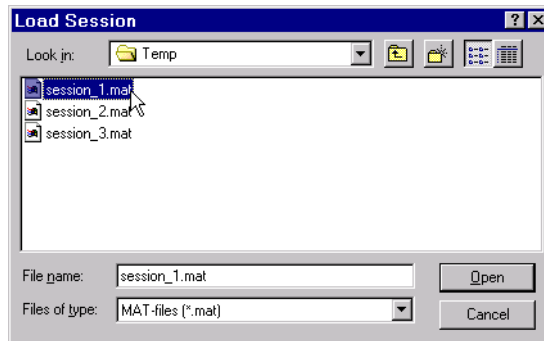 Load Session
Look in: Temp
session_1.mat
session_2.mat
session_3.mat
File name: session_1.mat Open
Files of type: MAT-files (*.mat) Cancel